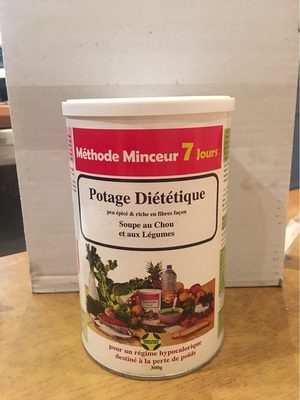 Méthode Minceur 7 Jours
Potage Diététique
peu épicé & riche en fibres façon
Soupe au Chou
et aux Légumes
pour un régime hypocalorique
destiné à la perte de poids
300g